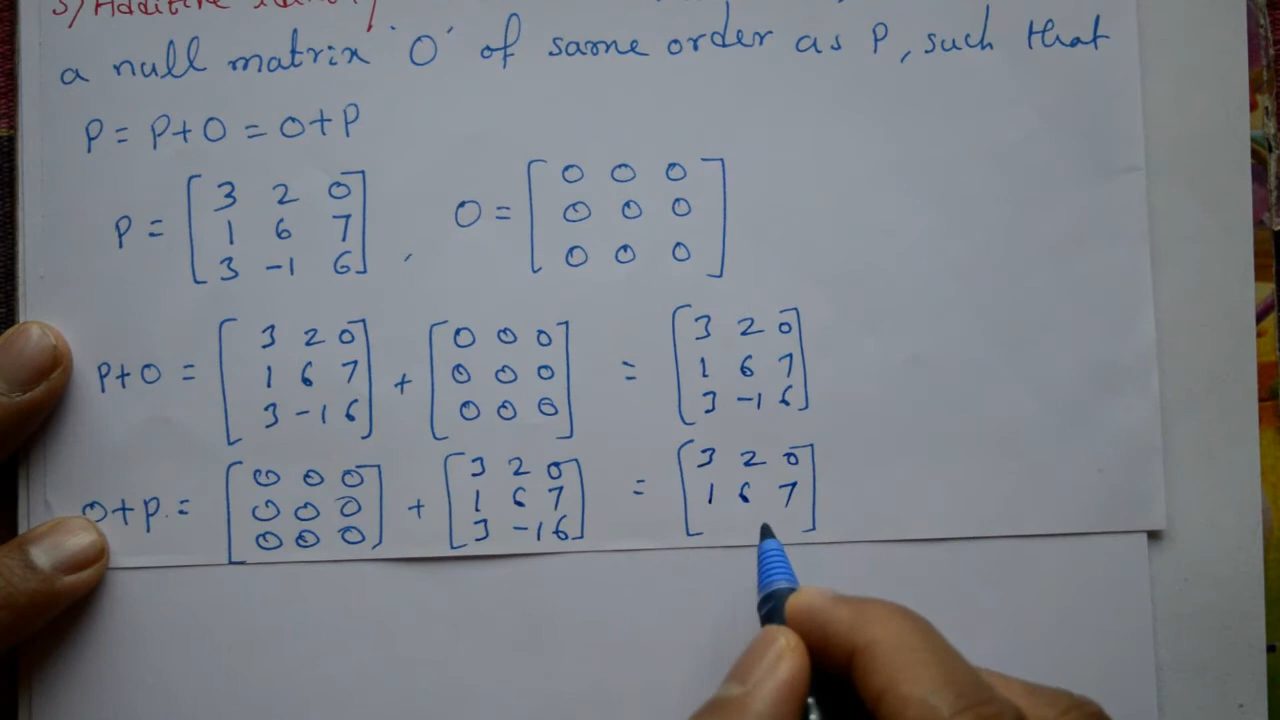 3) Additive
a null matrix 'O' of same order as P, such that
P = P+O = O+P
P = [3 2 0 1 6 7 3 -1 6], O = [0 0 0 0 0 0 0 0 0]
P+O = [3 2 0 1 6 7 3 -1 6] + [0 0 0 0 0 0 0 0 0] = [3 2 0 1 6 7 3 -1 6]
O+P. = [0 0 0 0 0 0 0 0 0] + [3 2 0 1 6 7 3 -1 6] = [3 2 0 1 6 7]